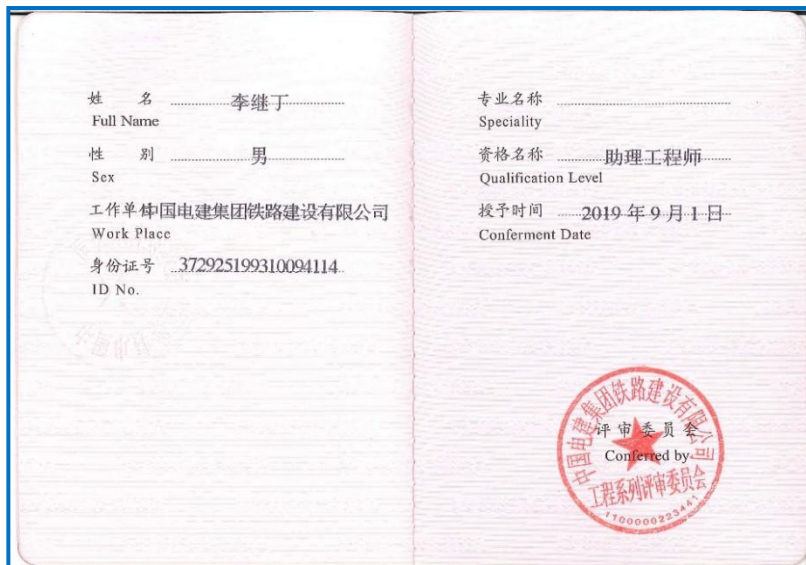 姓 名 李继丁
Full Name
性 别 男
Sex
工作单位 中国电建集团铁路建设有限公司
Work Place
身份证号 372925199310094114
ID No.
专业名称
Speciality
资格名称 助理工程师
Qualification Level
授予时间 2019 年 9 月 1 日
Conferment Date
评审委员会
Conferred by
中国电建集团铁路建设有限公司
工程系列评审委员会
1100000223441